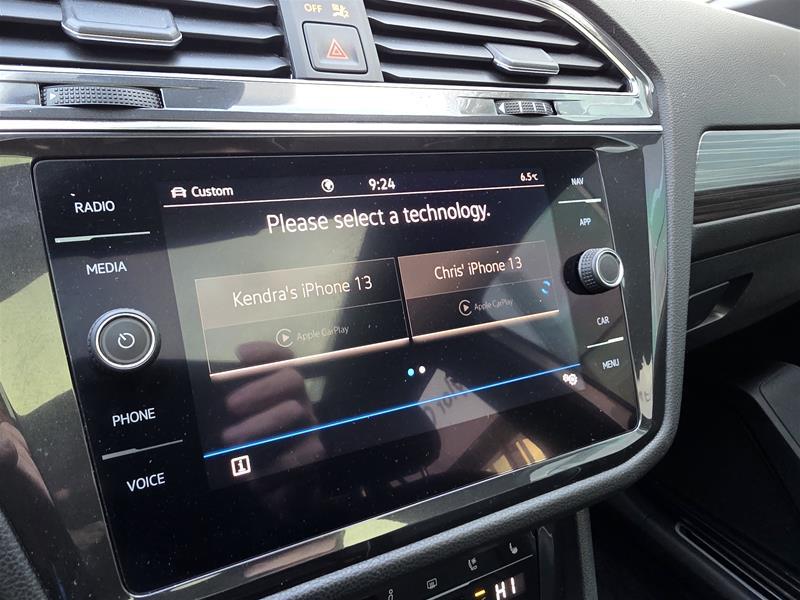 OFF
2
Custom
9:24
6.5°C
NAV
RADIO
Please select a technology.
APP
MEDIA
Kendra's iPhone 13
Chris' iPhone 13
Apple CarPlay
Apple CarPlay
CAR
MENU
PHONE
VOICE
HI